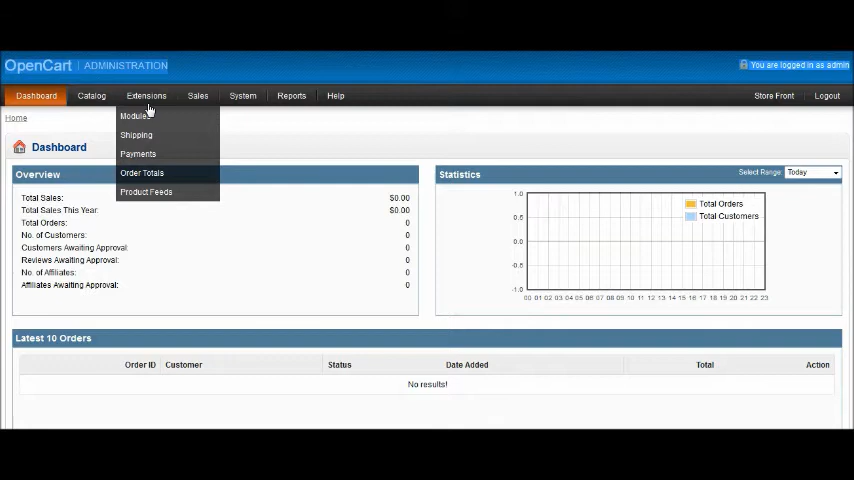 OpenCart | ADMINISTRATION
You are logged in as admin
Dashboard Catalog Extensions Sales System Reports Help Store Front Logout
Modules
Home
Shipping
Payments
Order Totals
Product Feeds
Dashboard
Overview
Total Sales: $0.00
Total Sales This Year: $0.00
Total Orders: 0
No. of Customers: 0
Customers Awaiting Approval: 0
Reviews Awaiting Approval: 0
No. of Affiliates: 0
Affiliates Awaiting Approval: 0
Statistics Select Range: Today
Total Orders
Total Customers
1.0
0.5
0.0
-0.5
-1.0
00 01 02 03 04 05 06 07 08 09 10 11 12 13 14 15 16 17 18 19 20 21 22 23
Latest 10 Orders
Order ID Customer Status Date Added Total Action
No results!